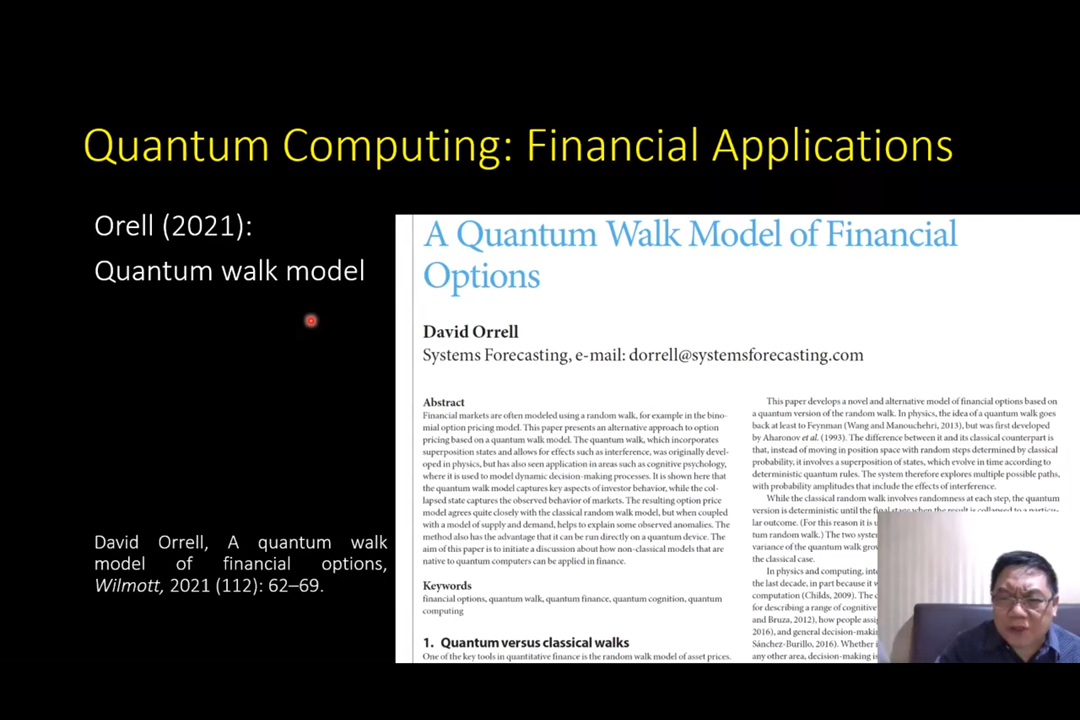 Quantum Computing: Financial Applications
Orell (2021):
Quantum walk model
David Orrell, A quantum walk
model of financial options,
Wilmott, 2021 (112): 62–69.
A Quantum Walk Model of Financial
Options
David Orrell
Systems Forecasting, e-mail: dorrell@systemsforecasting.com
Abstract
Financial markets are often modeled using a random walk, for example in the bino-
mial option pricing model. This paper presents an alternative approach to option
pricing based on a quantum walk model. The quantum walk, which incorporates
superposition states and allows for effects such as interference, was originally devel-
oped in physics, but has also seen application in areas such as cognitive psychology,
where it is used to model dynamic decision-making processes. It is shown here that
the quantum walk model captures key aspects of investor behavior, while the col-
lapsed state captures the observed behavior of markets. The resulting option price
model agrees quite closely with the classical random walk model, but when coupled
with a model of supply and demand, helps to explain some observed anomalies. The
method also has the advantage that it can be run directly on a quantum device. The
aim of this paper is to initiate a discussion about how non-classical models that are
native to quantum computers can be applied in finance.
Keywords
financial options, quantum walk, quantum finance, quantum cognition, quantum
computing
1. Quantum versus classical walks
One of the key tools in quantitative finance is the random walk model of asset prices.
This paper develops a novel and alternative model of financial options based on
a quantum version of the random walk. In physics, the idea of a quantum walk goes
back at least to Feynman (Wang and Manouchehri, 2013), but was first developed
by Aharonov et al. (1993). The difference between it and its classical counterpart is
that, instead of moving in position space with random steps determined by classical
probability, it involves a superposition of states, which evolve in time according to
deterministic quantum rules. The system therefore explores multiple possible paths,
with probability amplitudes that include the effects of interference.
While the classical random walk involves randomness at each step, the quantum
version is deterministic until the final stage when the result is collapsed to a particu-
lar outcome. (For this reason it is
tum random walk.) The two
variance of the quantum walk
the classical case.
In physics and computing,
the last decade, in part because it
computation (Childs, 2009). The
for describing a range of cognitive
and Bruza, 2012), how people
2016), and general
Sánchez-Burillo, 2016). Whether
any other area, decision-making